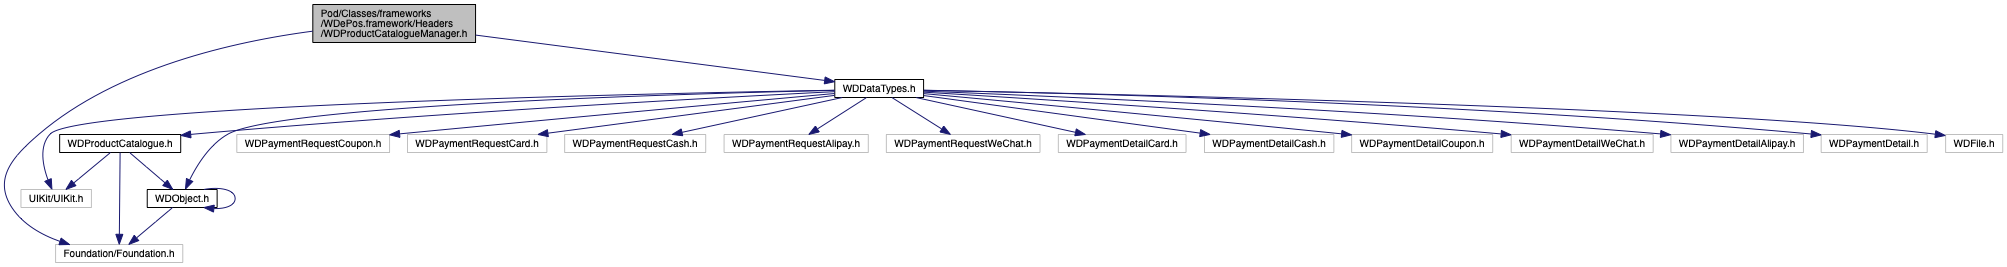 Pod/Classes/frameworks
/WDePos.framework/Headers
/WDProductCatalogueManager.h
WDDataTypes.h
WDProductCatalogue.h
WDPaymentRequestCoupon.h
WDPaymentRequestCard.h
WDPaymentRequestCash.h
WDPaymentRequestAlipay.h
WDPaymentRequestWeChat.h
WDPaymentDetailCard.h
WDPaymentDetailCash.h
WDPaymentDetailCoupon.h
WDPaymentDetailWeChat.h
WDPaymentDetailAlipay.h
WDPaymentDetail.h
WDFile.h
UIKit/UIKit.h
WDObject.h
Foundation/Foundation.h